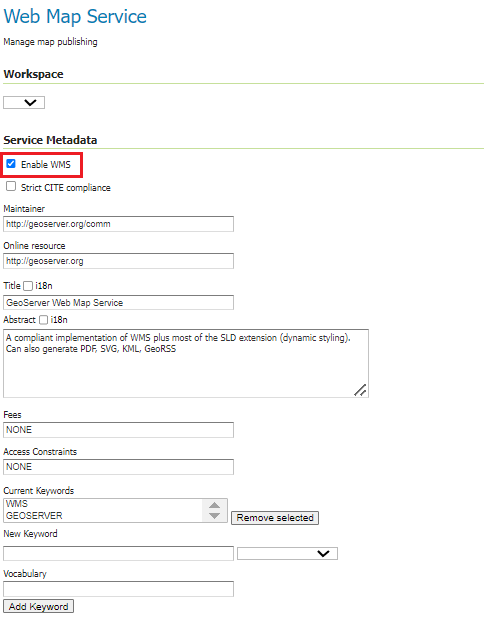 Web Map Service
Manage map publishing
Workspace
Service Metadata
Enable WMS
Strict CITE compliance
Maintainer
http://geoserver.org/comm
Online resource
http://geoserver.org
Title i18n
GeoServer Web Map Service
Abstract i18n
A compliant implementation of WMS plus most of the SLD extension (dynamic styling).
Can also generate PDF, SVG, KML, GeoRSS
Fees
NONE
Access Constraints
NONE
Current Keywords
WMS
GEOSERVER
Remove selected
New Keyword
Vocabulary
Add Keyword